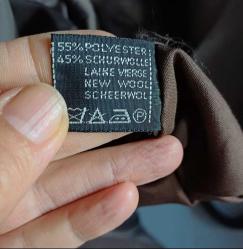 55% POLYESTER
45% SCHURWOLLE
LAINE VIERGE
NEW WOOL
SCHEERWOL
P